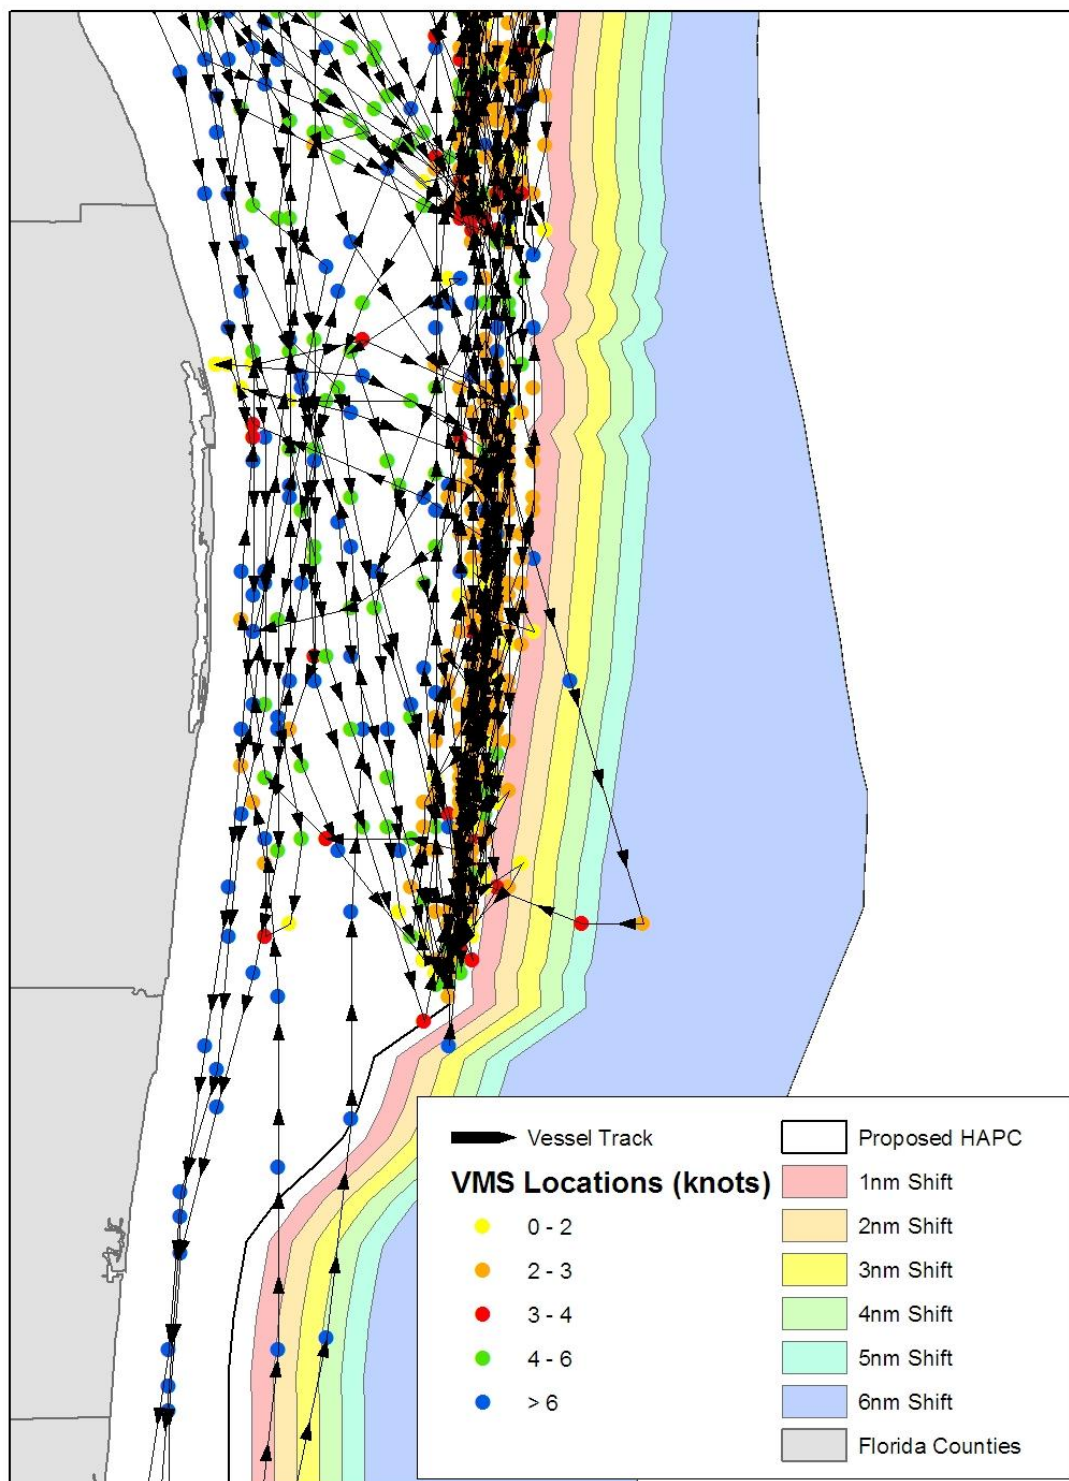 Vessel Track
VMS Locations (knots)
0 - 2
2 - 3
3 - 4
4 - 6
> 6
Proposed HAPC
1nm Shift
2nm Shift
3nm Shift
4nm Shift
5nm Shift
6nm Shift
Florida Counties